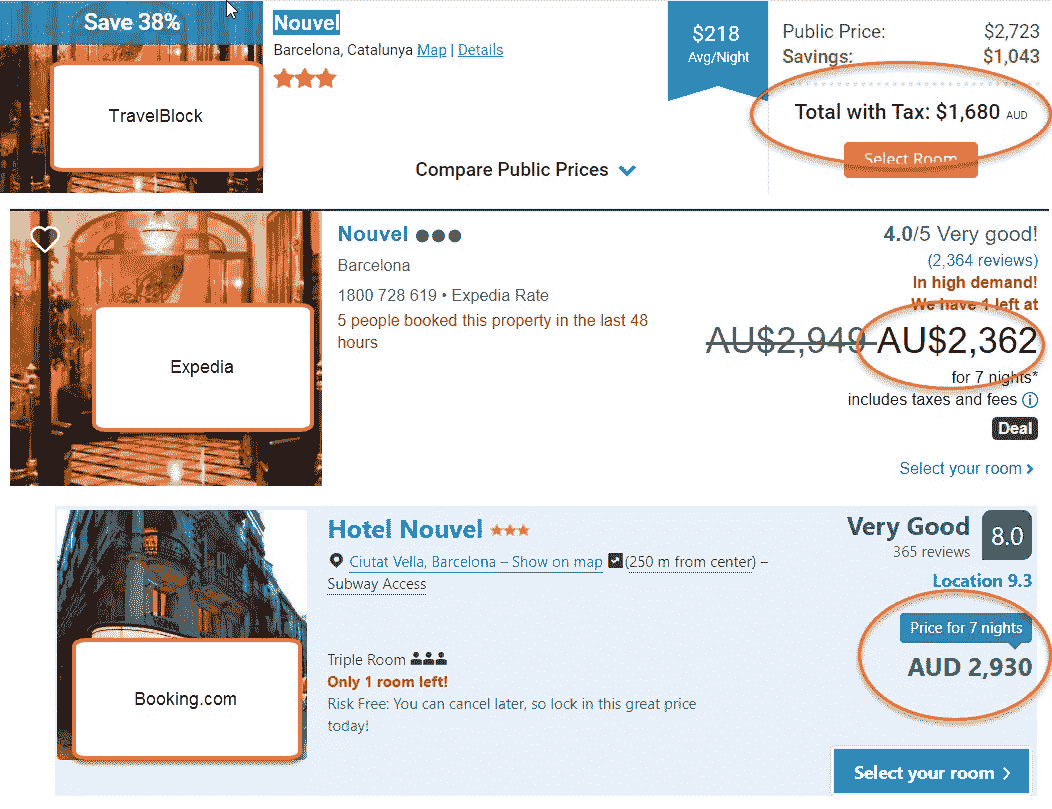 Save 38%
TravelBlock
Nouvel
Barcelona, Catalunya Map | Details
Compare Public Prices
$218
Avg/Night
Public Price: $2,723
Savings: $1,043
Total with Tax: $1,680 AUD
Select Room
Expedia
Nouvel
Barcelona
1800 728 619 • Expedia Rate
5 people booked this property in the last 48
hours
4.0/5 Very good!
(2,364 reviews)
In high demand!
We have 1 left at
AU$2,949 AU$2,362
for 7 nights*
includes taxes and fees
Deal
Select your room
Booking.com
Hotel Nouvel
Ciutat Vella, Barcelona – Show on map (250 m from center) –
Subway Access
Triple Room
Only 1 room left!
Risk Free: You can cancel later, so lock in this great price
today!
Very Good 8.0
365 reviews
Location 9.3
Price for 7 nights
AUD 2,930
Select your room